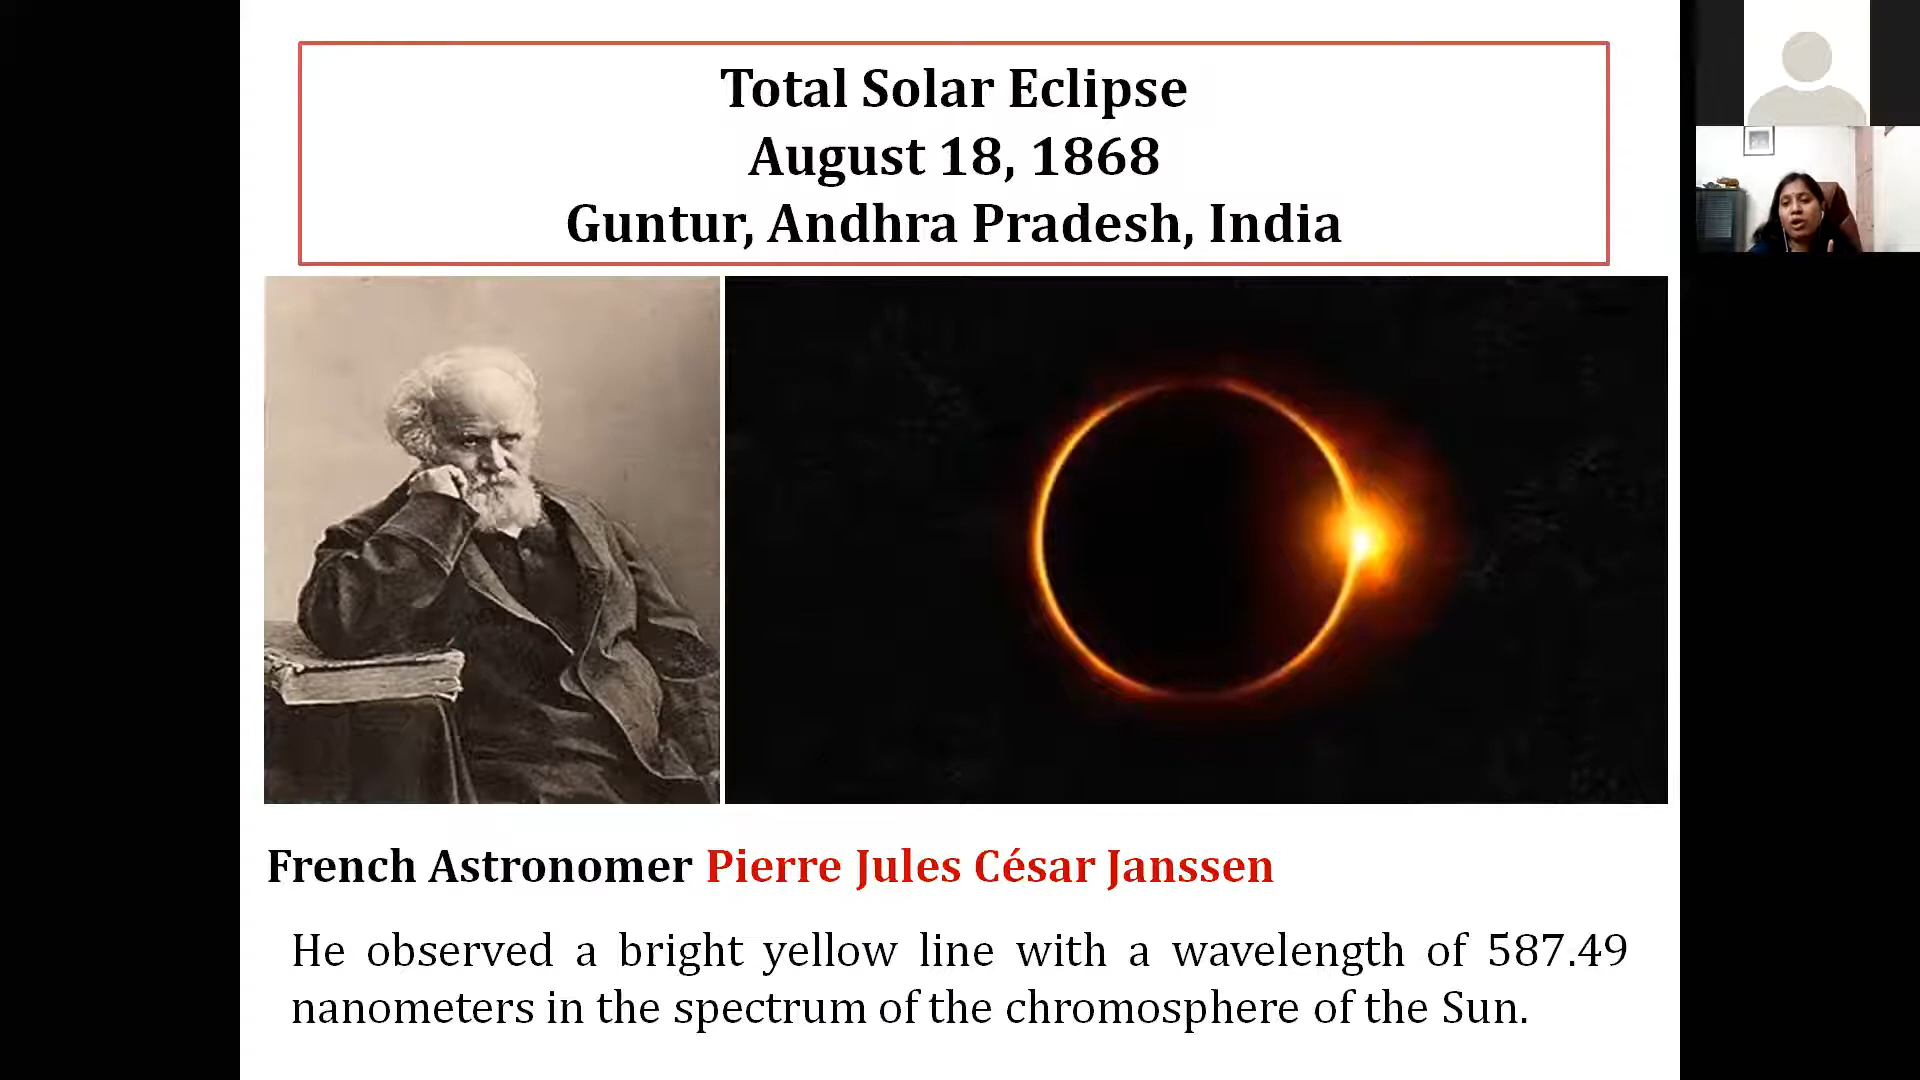 Total Solar Eclipse
August 18, 1868
Guntur, Andhra Pradesh, India
French Astronomer Pierre Jules César Janssen
He observed a bright yellow line with a wavelength of 587.49
nanometers in the spectrum of the chromosphere of the Sun.